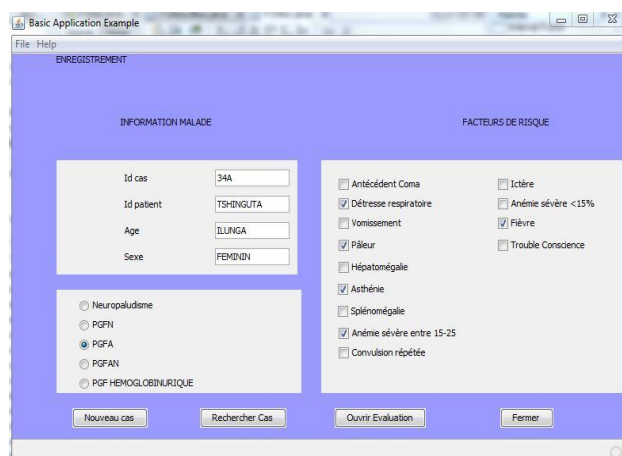 Basic Application Example
File Help
ENREGISTREMENT
INFORMATION MALADE
FACTEURS DE RISQUE
Id cas 34A
Id patient TSHINGUTA
Age ILUNGA
Sexe FEMININ
Neuropaludisme
PGFN
PGFA
PGFAN
PGF HEMOGLOBINURIQUE
Antécédent Coma
Détresse respiratoire
Vomissement
Pâleur
Hépatomégalie
Asthénie
Splénomégalie
Anémie sévère entre 15-25
Convulsion répétée
Ictère
Anémie sévère <15%
Fièvre
Trouble Conscience
Nouveau cas Rechercher Cas Ouvrir Evaluation Fermer